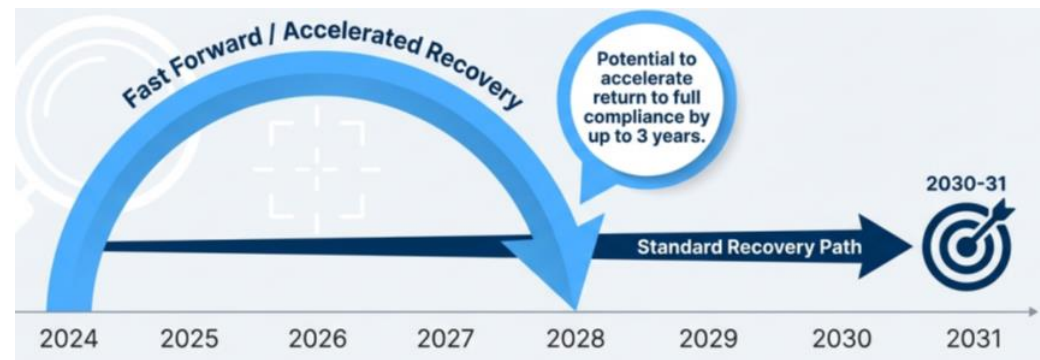 Fast Forward / Accelerated Recovery
Potential to
accelerate
return to full
compliance by
up to 3 years.
2030-31
Standard Recovery Path
2024 2025 2026 2027 2028 2029 2030 2031